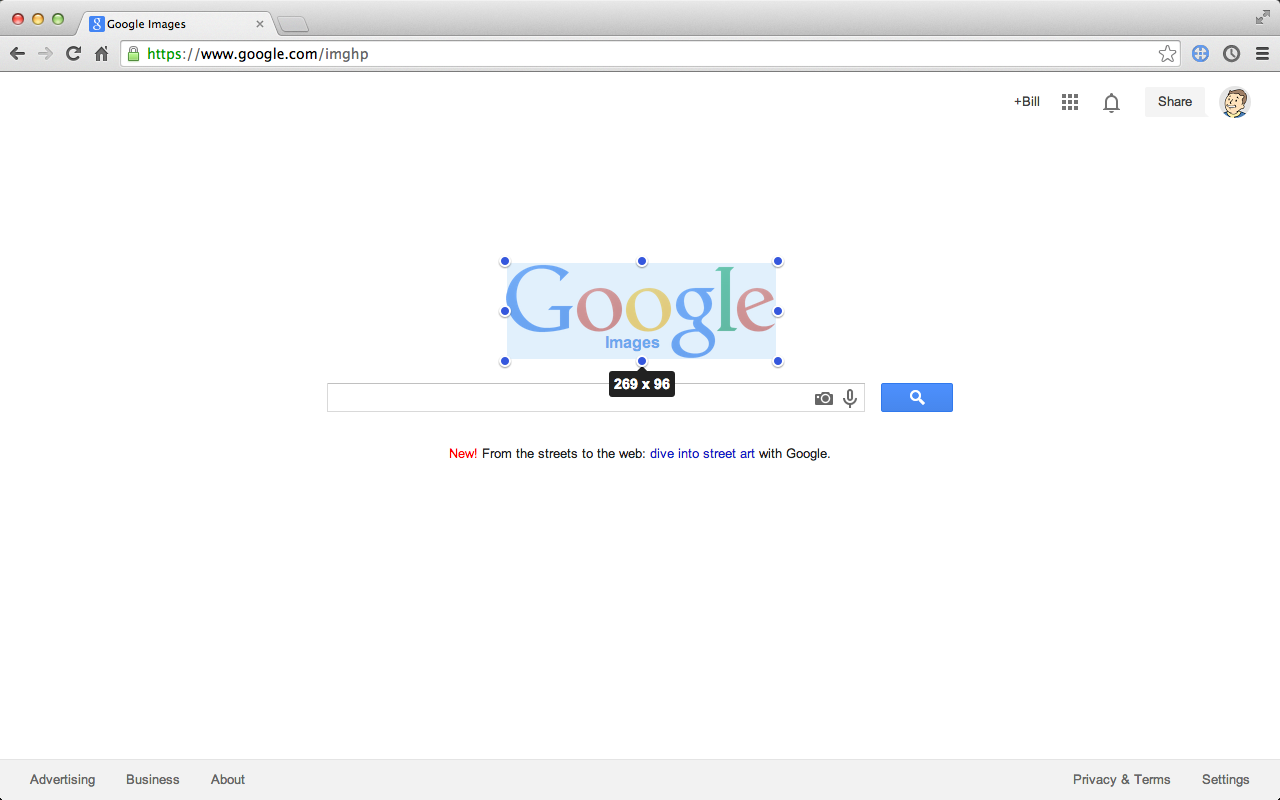 Google Images
https://www.google.com/imghp
+Bill
Share
Google
Images
269 x 96
New! From the streets to the web: dive into street art with Google.
Advertising Business About Privacy & Terms Settings